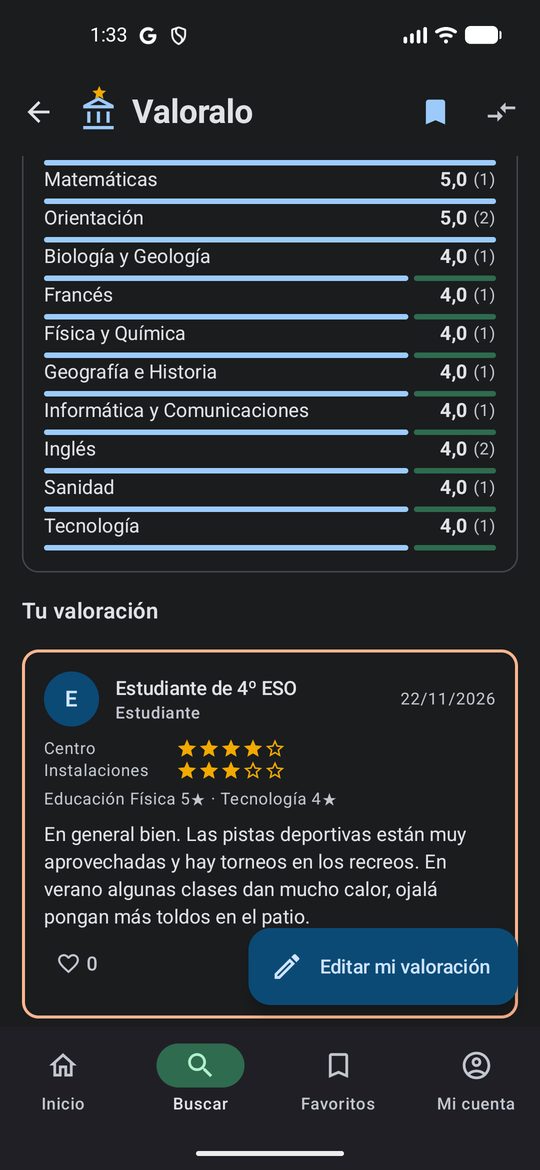 1:33
Valoralo
Matemáticas 5,0 (1)
Orientación 5,0 (2)
Biología y Geología 4,0 (1)
Francés 4,0 (1)
Física y Química 4,0 (1)
Geografía e Historia 4,0 (1)
Informática y Comunicaciones 4,0 (1)
Inglés 4,0 (2)
Sanidad 4,0 (1)
Tecnología 4,0 (1)
Tu valoración
E
Estudiante de 4º ESO
Estudiante
22/11/2026
Centro
Instalaciones
Educación Física 5★ · Tecnología 4★
En general bien. Las pistas deportivas están muy
aprovechadas y hay torneos en los recreos. En
verano algunas clases dan mucho calor, ojalá
pongan más toldos en el patio.
0
Editar mi valoración
Inicio
Buscar
Favoritos
Mi cuenta